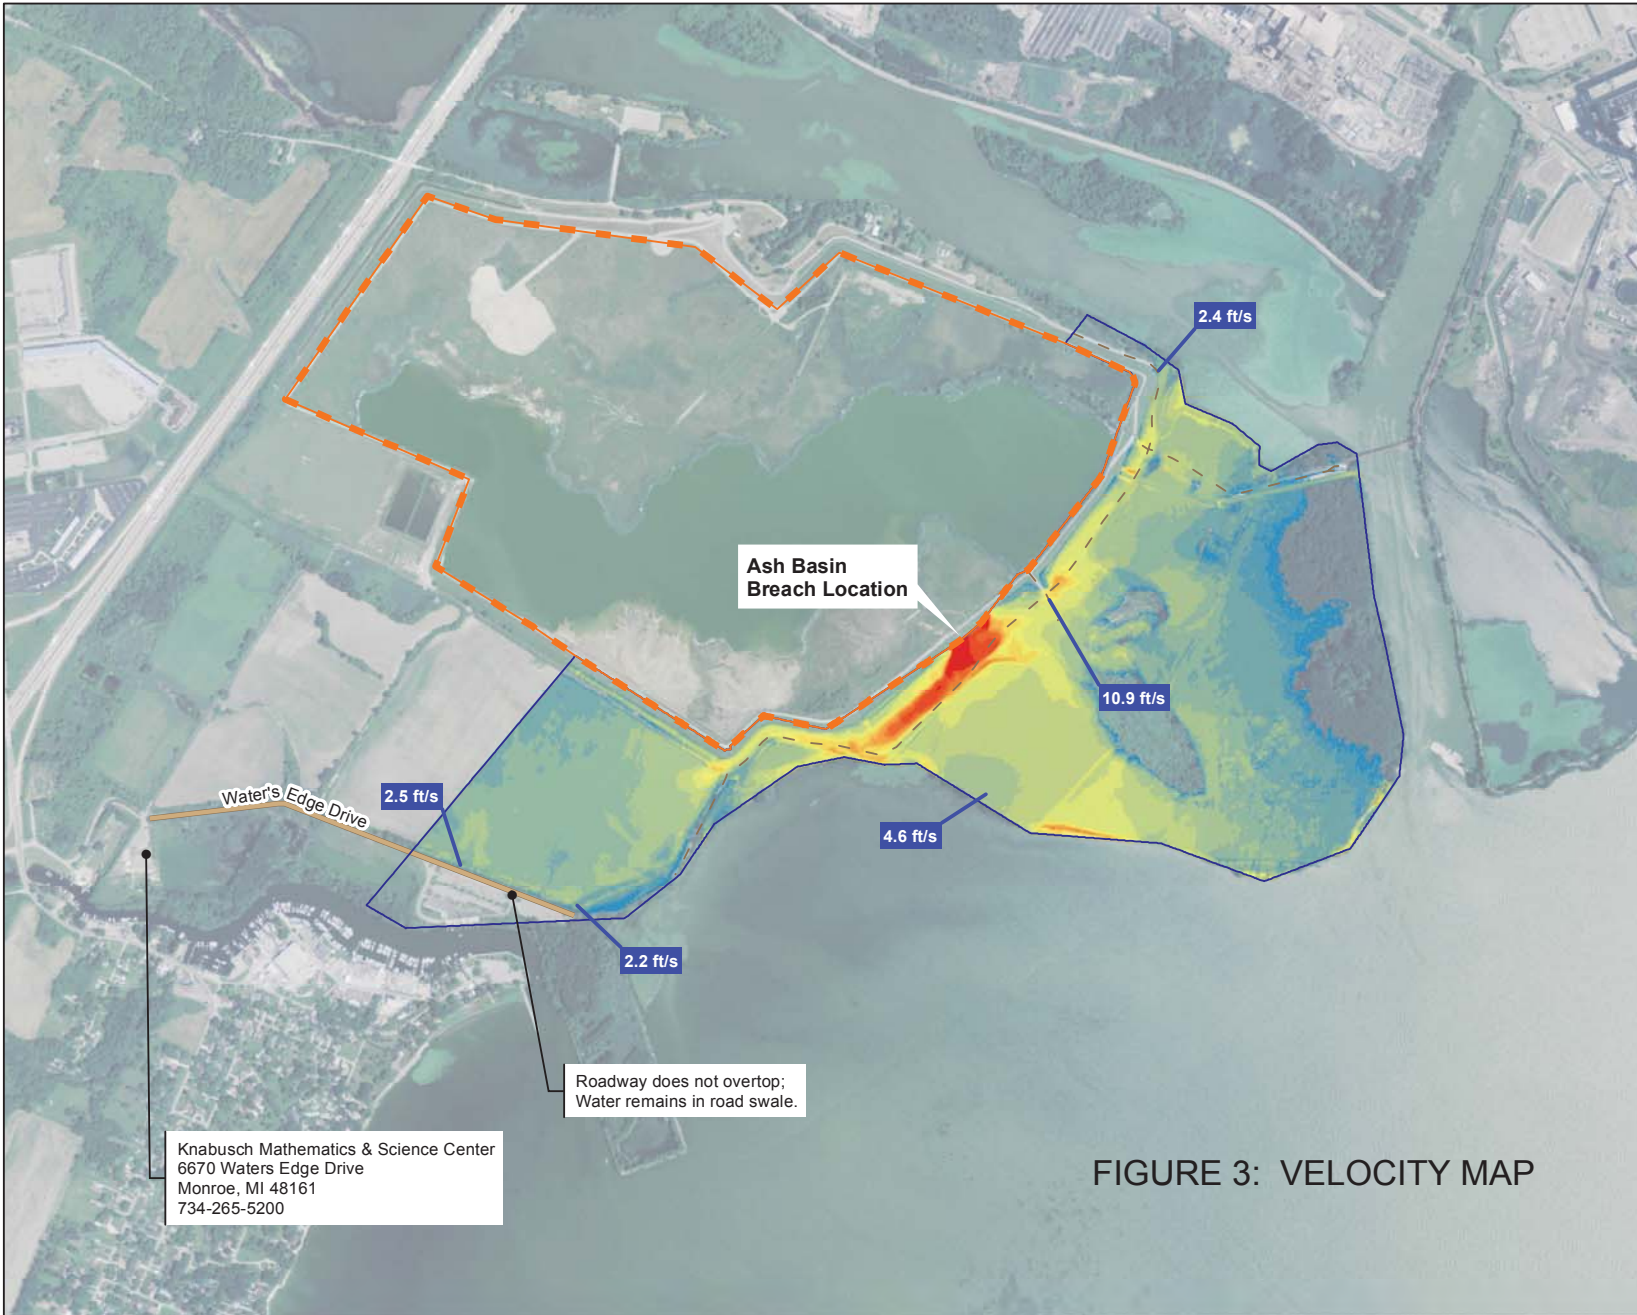 2.4 ft/s
Ash Basin
Breach Location
10.9 ft/s
Water's Edge Drive
2.5 ft/s
4.6 ft/s
2.2 ft/s
Roadway does not overtop;
Water remains in road swale.
Knabusch Mathematics & Science Center
6670 Waters Edge Drive
Monroe, MI 48161
734-265-5200
FIGURE 3: VELOCITY MAP